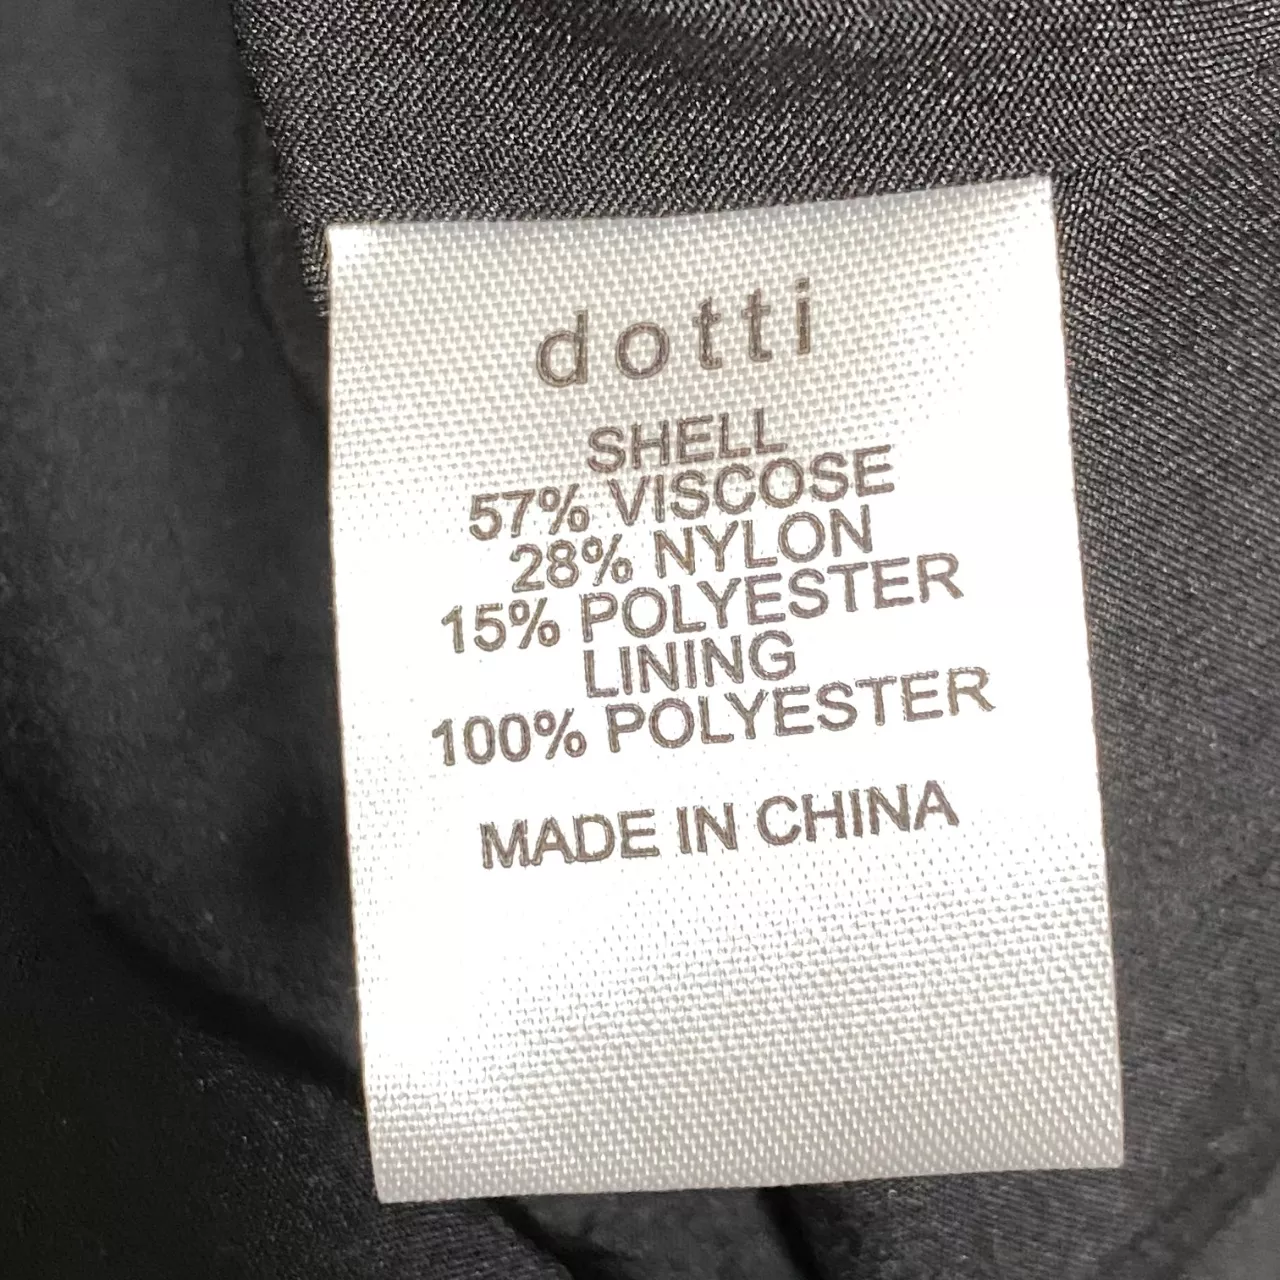 dotti
SHELL
57% VISCOSE
28% NYLON
15% POLYESTER
LINING
100% POLYESTER
MADE IN CHINA